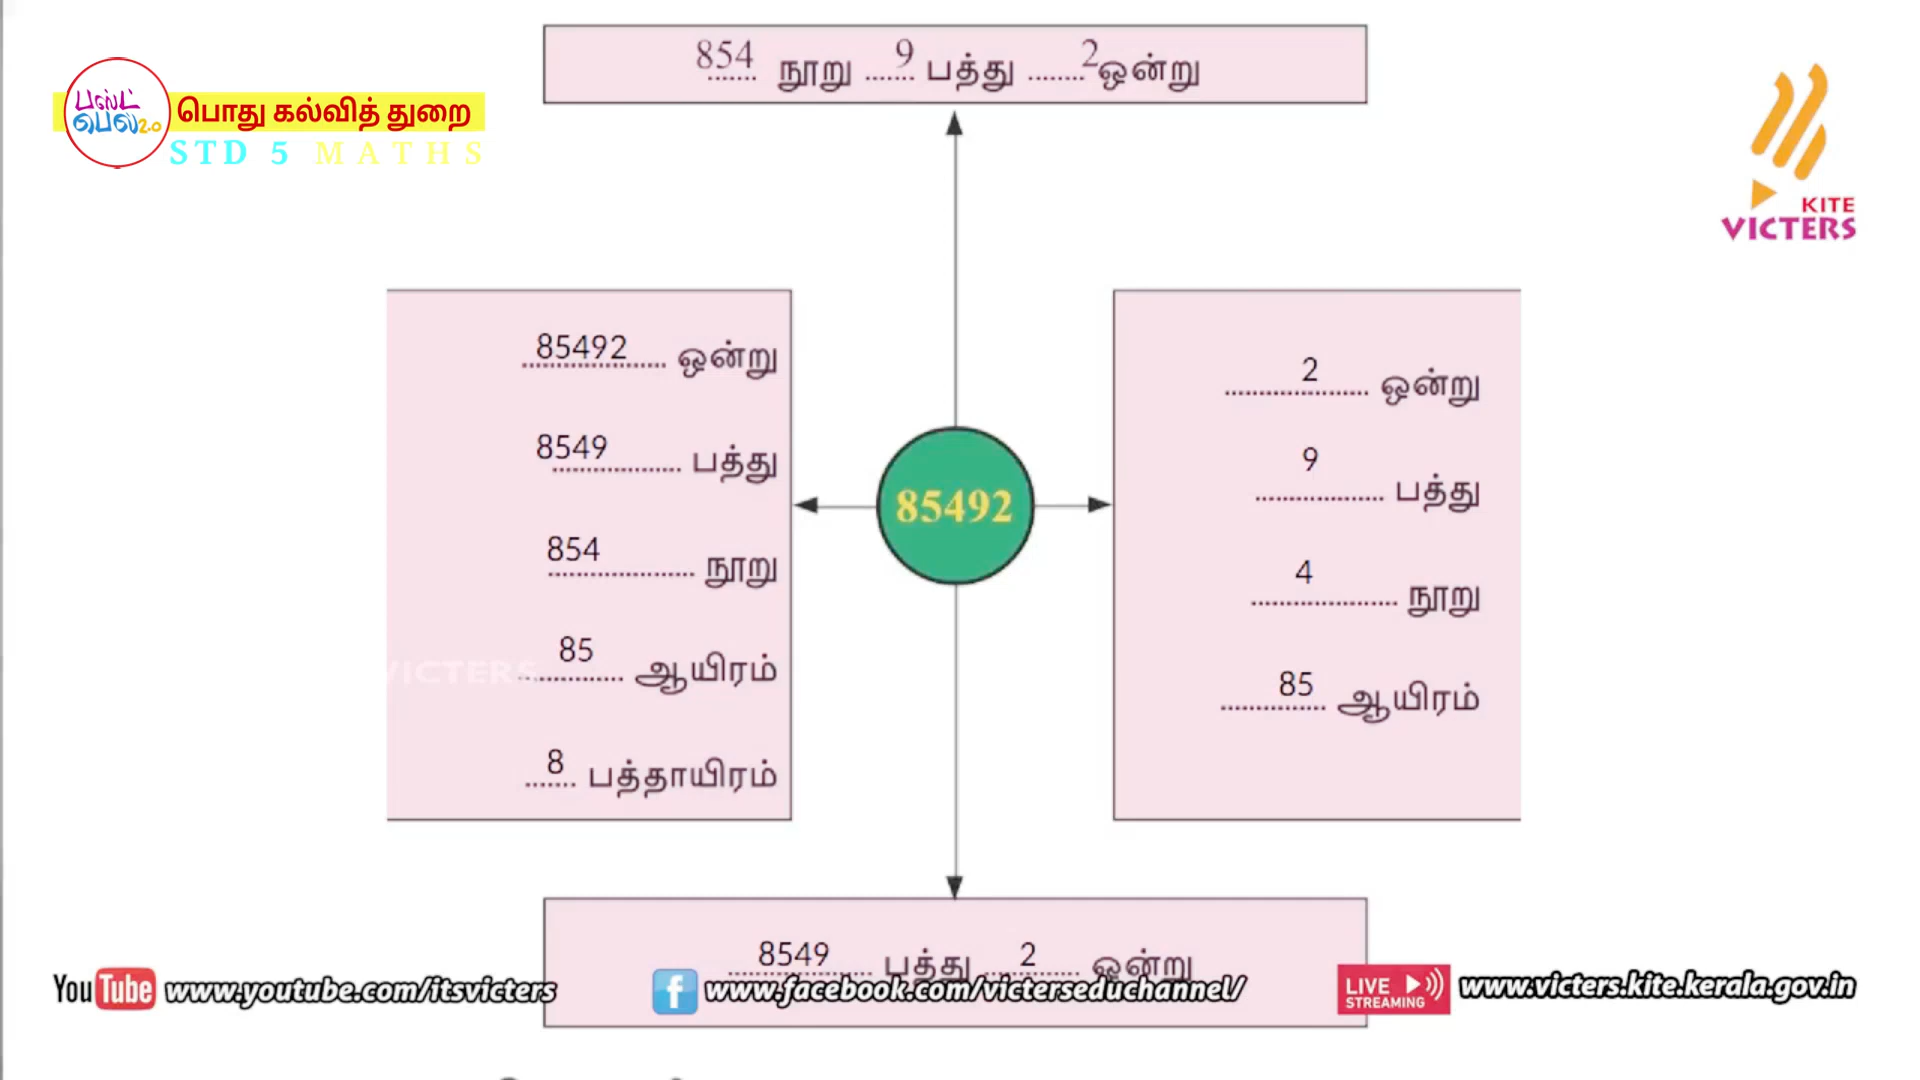 854 நூறு 9 பத்து 2 ஒன்று
பஸ்ட் பெல் 2.0
பொது கல்வித் துறை
STD 5 MATHS
KITE
VICTERS
85492 ஒன்று
8549 பத்து
854 நூறு
85 ஆயிரம்
8 பத்தாயிரம்
VICTERS
85492
2 ஒன்று
9 பத்து
4 நூறு
85 ஆயிரம்
8549 பத்து 2 ஒன்று
YouTube www.youtube.com/itsvicters
f www.facebook.com/victerseduchannel/
LIVE STREAMING www.victers.kite.kerala.gov.in